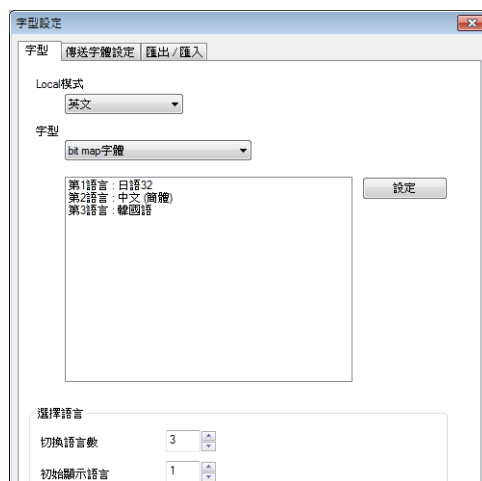 字型設定
字型 傳送字體設定 匯出/匯入
Local模式
英文
字型
bit map字體
第1語言 : 日語32
第2語言 : 中文 (簡體)
第3語言 : 韓國語
設定
選擇語言
切換語言數 3
初始顯示語言 1